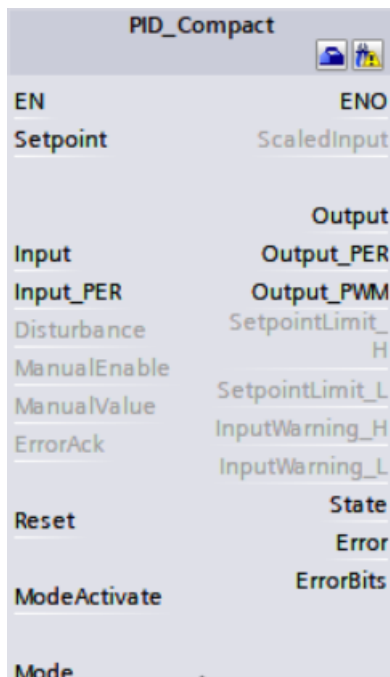 PID_Compact
EN ENO
Setpoint ScaledInput
Output
Input Output_PER
Input_PER Output_PWM
Disturbance SetpointLimit_
H
ManualEnable
SetpointLimit_L
ManualValue
InputWarning_H
ErrorAck
InputWarning_L
State
Reset
Error
ErrorBits
ModeActivate
Mode